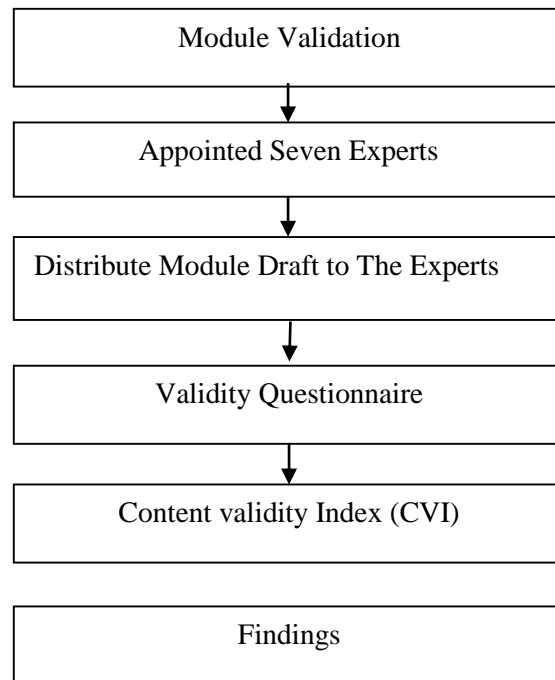 Module Validation
Appointed Seven Experts
Distribute Module Draft to The Experts
Validity Questionnaire
Content validity Index (CVI)
Findings